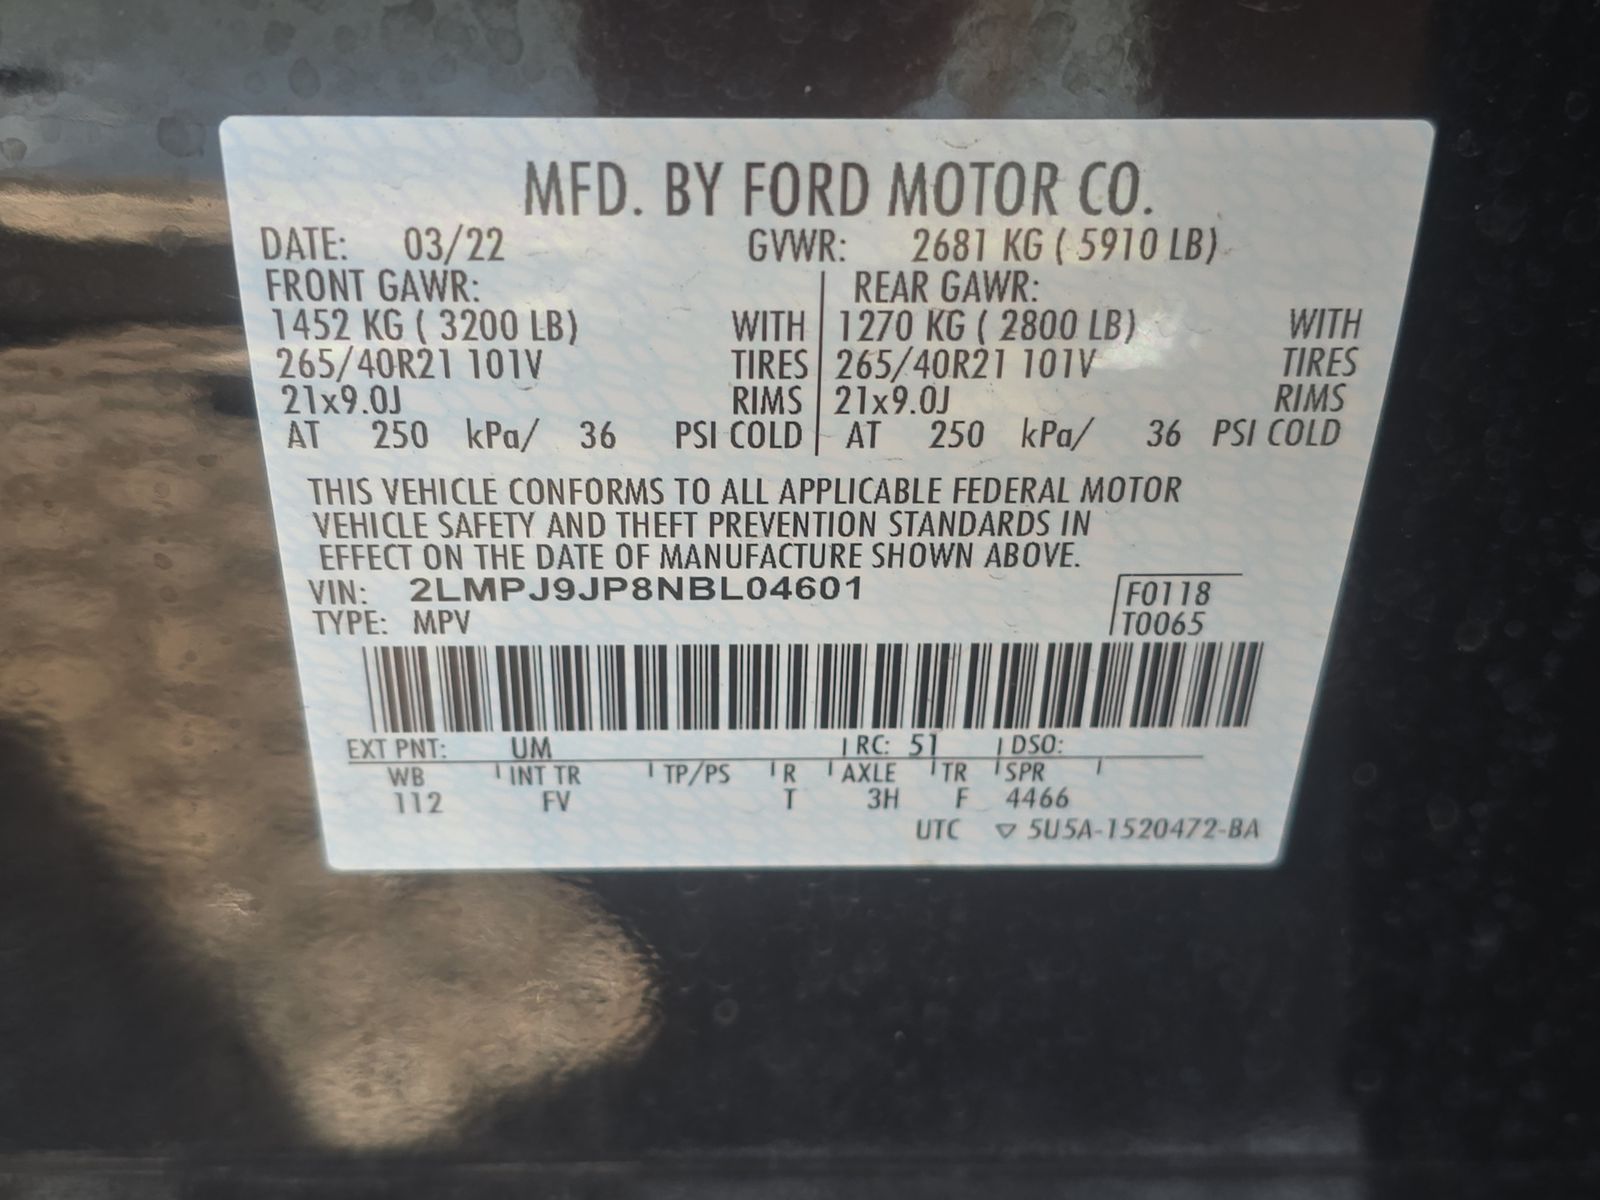 MFD. BY FORD MOTOR CO.
DATE: 03/22 GVWR: 2681 KG ( 5910 LB)
FRONT GAWR: REAR GAWR:
1452 KG ( 3200 LB) WITH 1270 KG ( 2800 LB) WITH
265/40R21 101V TIRES 265/40R21 101V TIRES
21x9.0J RIMS 21x9.0J RIMS
AT 250 kPa/ 36 PSI COLD AT 250 kPa/ 36 PSI COLD
THIS VEHICLE CONFORMS TO ALL APPLICABLE FEDERAL MOTOR
VEHICLE SAFETY AND THEFT PREVENTION STANDARDS IN
EFFECT ON THE DATE OF MANUFACTURE SHOWN ABOVE.
VIN: 2LMPJ9JP8NBL04601 F0118
TYPE: MPV T0065
EXT PNT: UM RC: 51 DSO:
WB INT TR TP/PS R AXLE TR SPR
112 FV T 3H F 4466
UTC ▽ 5U5A-1520472-BA